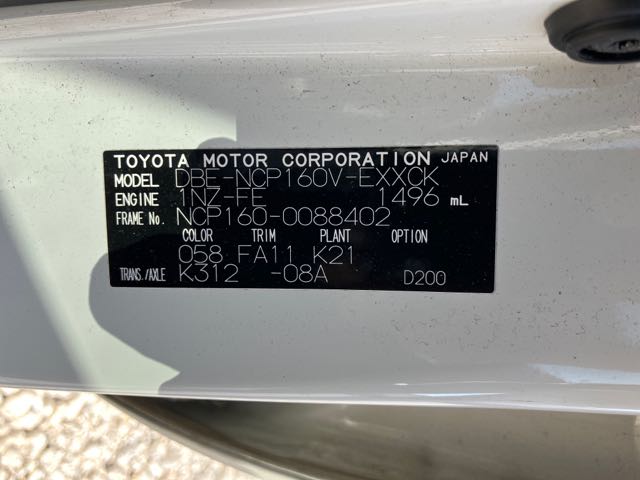 TOYOTA MOTOR CORPORATION JAPAN
MODEL DBE-NCP160V-EXXCK
ENGINE 1NZ-FE 1496 mL
FRAME No. NCP160-0088402
COLOR TRIM PLANT OPTION
058 FA11 K21
TRANS./AXLE K312 -08A D200